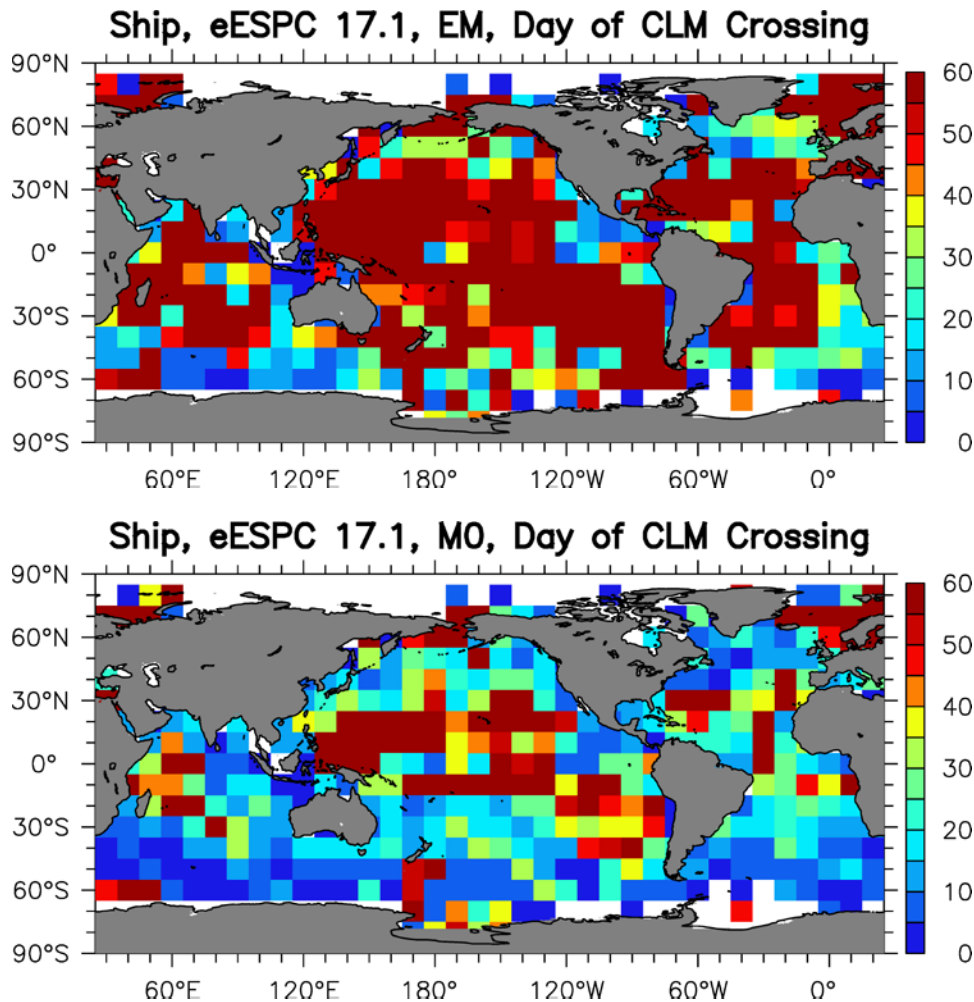 Ship, eESPC 17.1, EM, Day of CLM Crossing
90°N
60°N
30°N
0°
30°S
60°S
90°S
60°E 120°E 180° 120°W 60°W 0°
60
50
40
30
20
10
0
Ship, eESPC 17.1, MO, Day of CLM Crossing
90°N
60°N
30°N
0°
30°S
60°S
90°S
60°E 120°E 180° 120°W 60°W 0°
60
50
40
30
20
10
0